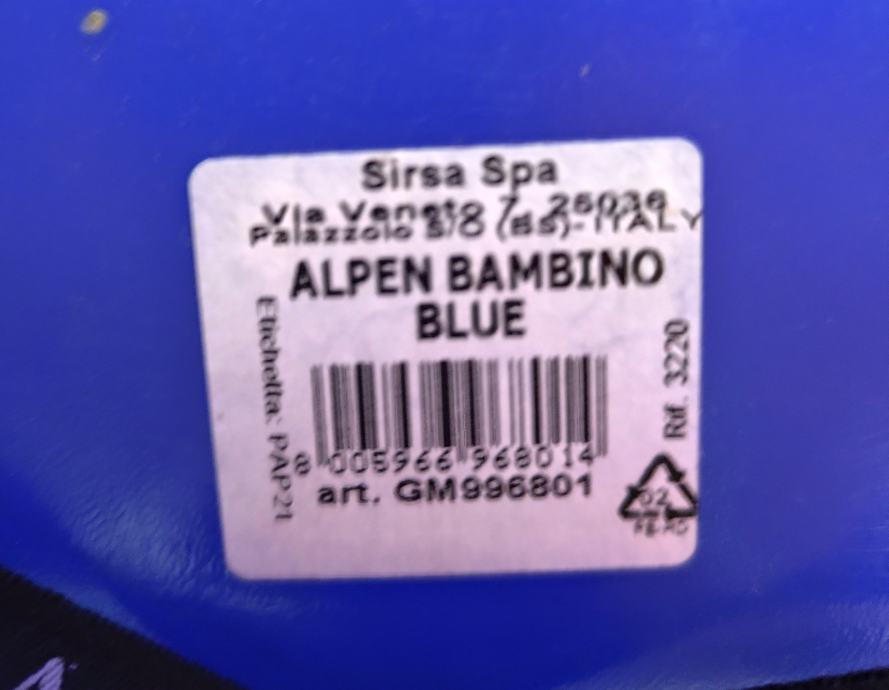 Sirsa Spa
Via Veneto 7, 25036
Palazzolo S/O (BS)- ITALY
ALPEN BAMBINO
BLUE
Etichetta: PAP21
Rif. 3220
8 005966 968014
art. GM996801
02